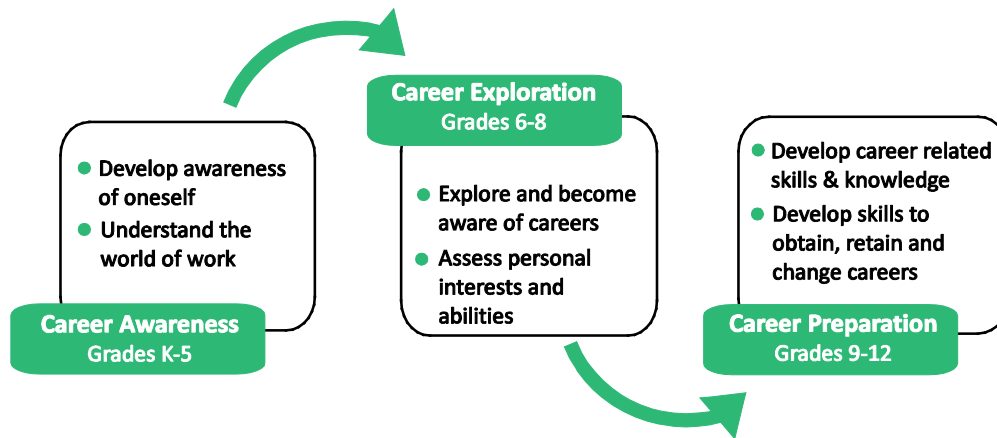 Develop awareness
of oneself
Understand the
world of work
Career Awareness
Grades K-5
Career Exploration
Grades 6-8
Explore and become
aware of careers
Assess personal
interests and
abilities
Develop career related
skills & knowledge
Develop skills to
obtain, retain and
change careers
Career Preparation
Grades 9-12